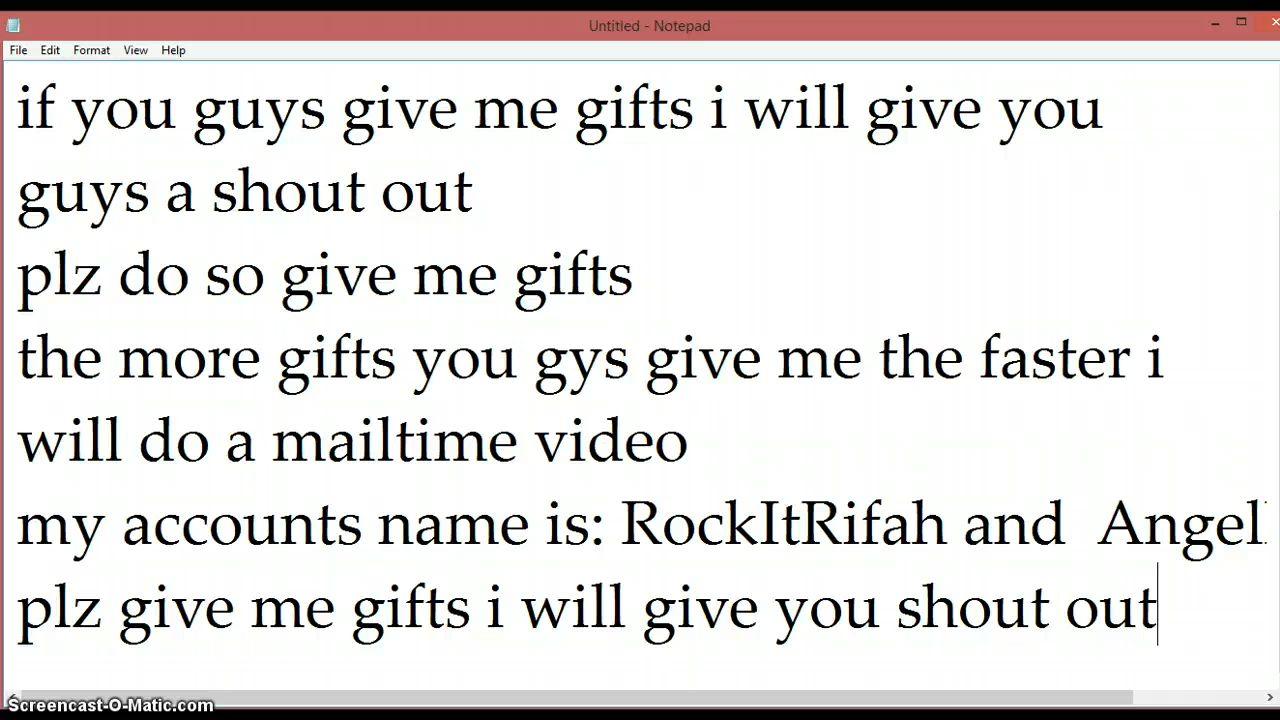 Untitled - Notepad
File Edit Format View Help
if you guys give me gifts i will give you
guys a shout out
plz do so give me gifts
the more gifts you gys give me the faster i
will do a mailtime video
my accounts name is: RockItRifah and  Angel
plz give me gifts i will give you shout out
Screencast-O-Matic.com